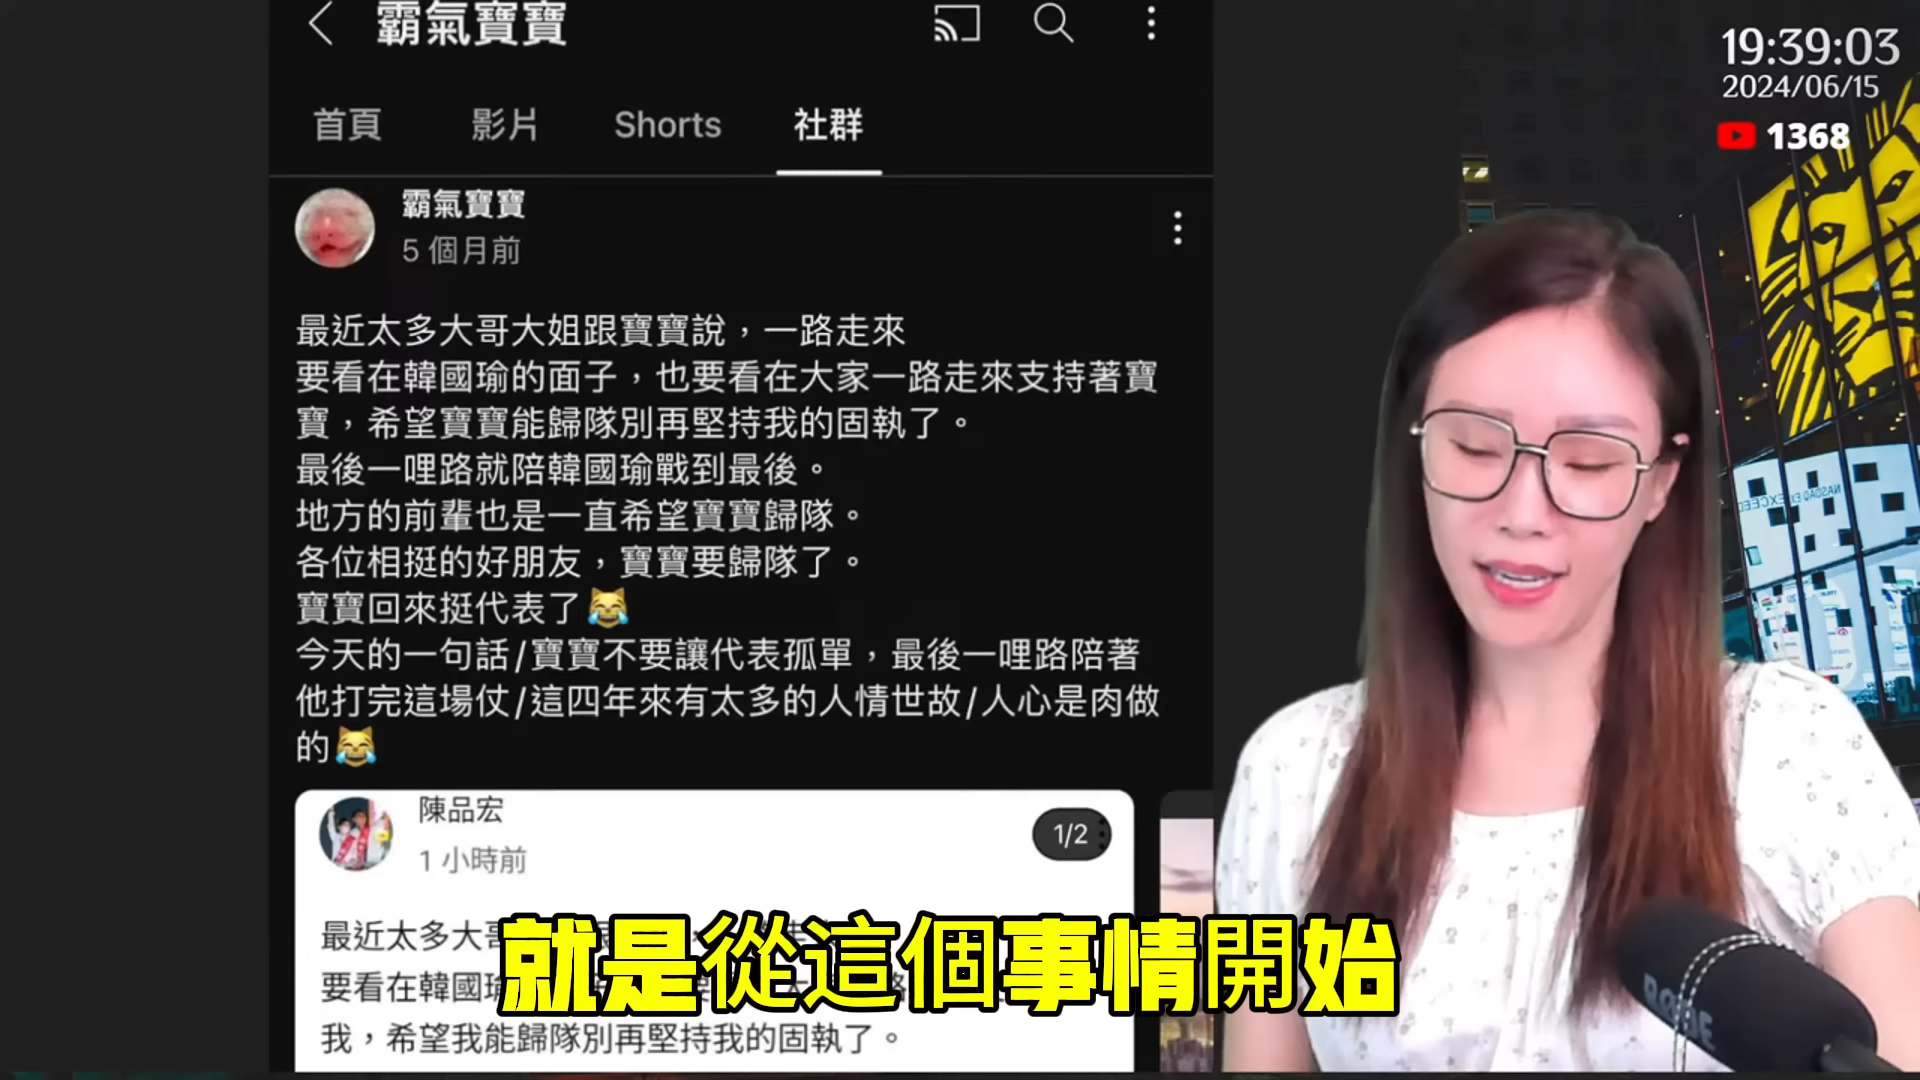 霸氣寶寶
首頁 影片 Shorts 社群
霸氣寶寶
5 個月前
最近太多大哥大姐跟寶寶說，一路走來
要看在韓國瑜的面子，也要看在大家一路走來支持著寶
寶，希望寶寶能歸隊別再堅持我的固執了。
最後一哩路就陪韓國瑜戰到最後。
地方的前輩也是一直希望寶寶歸隊。
各位相挺的好朋友，寶寶要歸隊了。
寶寶回來挺代表了😹
今天的一句話/寶寶不要讓代表孤單，最後一哩路陪著
他打完這場仗/這四年來有太多的人情世故/人心是肉做
的😹
陳品宏
1 小時前
1/2
最近太多大
要看在韓國
我，希望我能歸隊別再堅持我的固執了。
就是從這個事情開始
19:39:03
2024/06/15
1368
NASDAQ
RODE